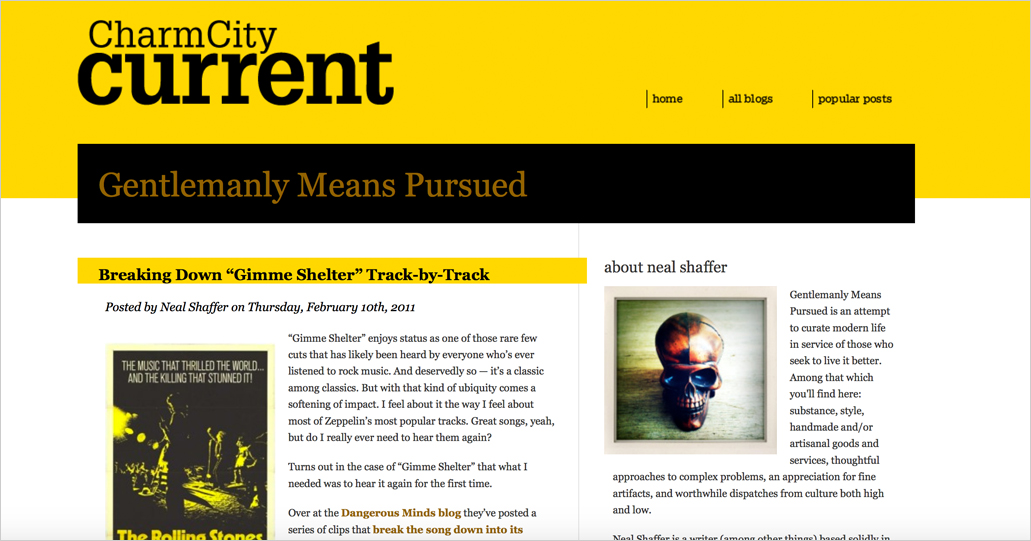 CharmCity
current
home
all blogs
popular posts
Gentlemanly Means Pursued
Breaking Down “Gimme Shelter” Track-by-Track
Posted by Neal Shaffer on Thursday, February 10th, 2011
THE MUSIC THAT THRILLED THE WORLD...
AND THE KILLING THAT STUNNED IT!
The Rolling Stones
“Gimme Shelter” enjoys status as one of those rare few
cuts that has likely been heard by everyone who’s ever
listened to rock music. And deservedly so — it’s a classic
among classics. But with that kind of ubiquity comes a
softening of impact. I feel about it the way I feel about
most of Zeppelin’s most popular tracks. Great songs, yeah,
but do I really ever need to hear them again?
Turns out in the case of “Gimme Shelter” that what I
needed was to hear it again for the first time.
Over at the Dangerous Minds blog they’ve posted a
series of clips that break the song down into its
about neal shaffer
Gentlemanly Means
Pursued is an attempt
to curate modern life
in service of those who
seek to live it better.
Among that which
you’ll find here:
substance, style,
handmade and/or
artisanal goods and
services, thoughtful
approaches to complex problems, an appreciation for fine
artifacts, and worthwhile dispatches from culture both high
and low.
Neal Shaffer is a writer (among other things) based solidly in